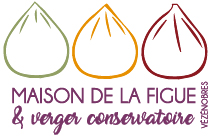 MAISON DE LA FIGUE
& verger conservatoire
VÉZÉNOBRES